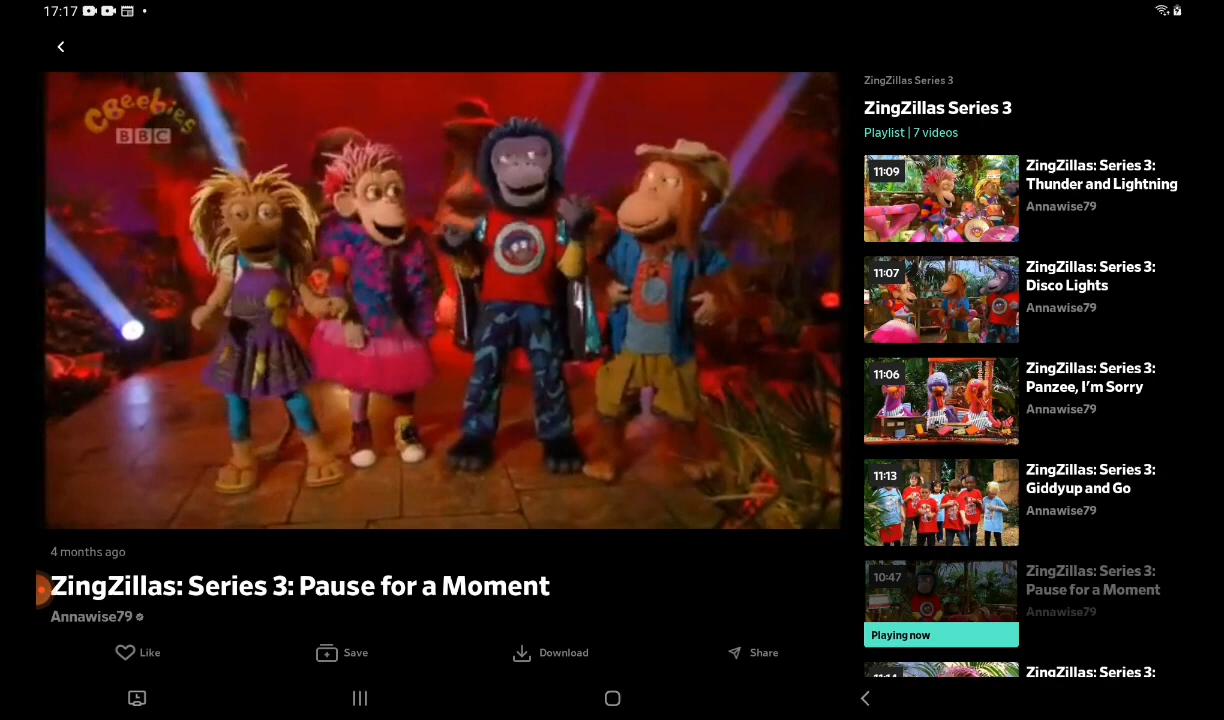 17:17
CBeebies
BBC
4 months ago
ZingZillas: Series 3: Pause for a Moment
Annawise79
Like
Save
Download
Share
ZingZillas Series 3
ZingZillas Series 3
Playlist | 7 videos
11:09
ZingZillas: Series 3:
Thunder and Lightning
Annawise79
11:07
ZingZillas: Series 3:
Disco Lights
Annawise79
11:06
ZingZillas: Series 3:
Panzee, I'm Sorry
Annawise79
11:13
ZingZillas: Series 3:
Giddyup and Go
Annawise79
10:47
ZingZillas: Series 3:
Pause for a Moment
Annawise79
Playing now
ZingZillas: Series 3: